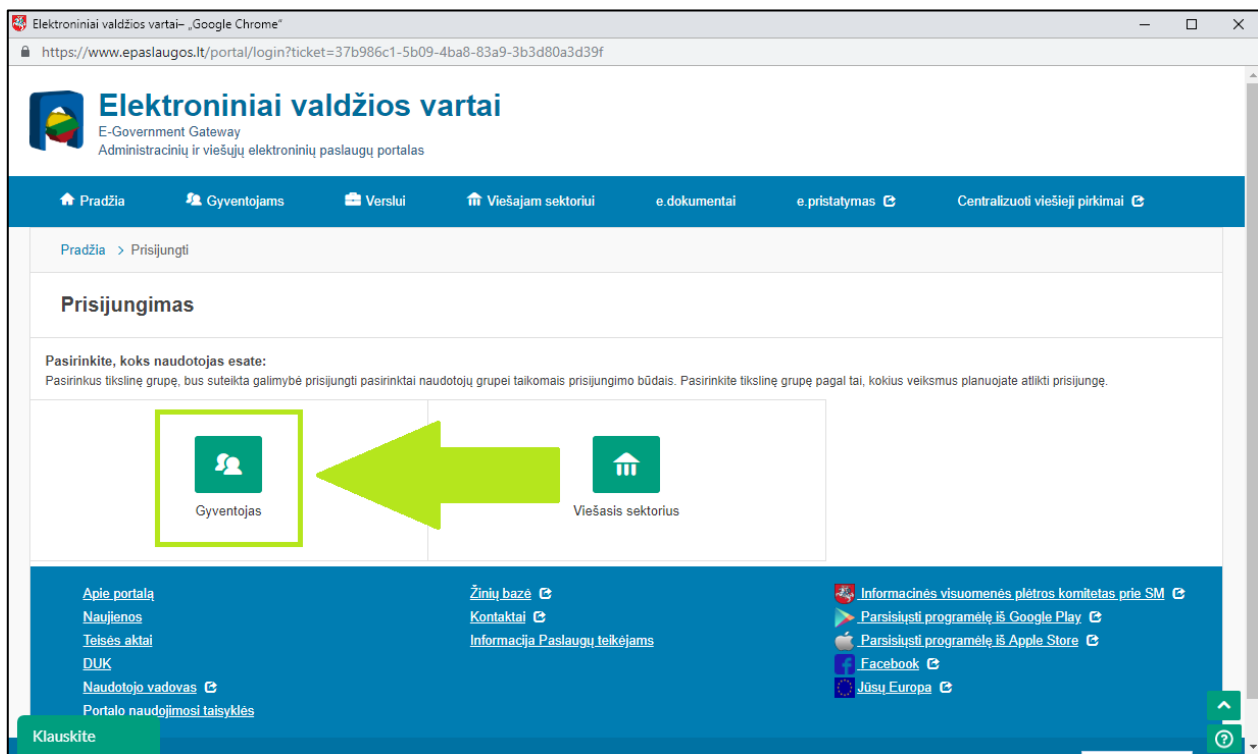 Elektroniniai valdžios vartai– „Google Chrome“
https://www.epaslaugos.lt/portal/login?ticket=37b986c1-5b09-4ba8-83a9-3b3d80a3d39f
Elektroniniai valdžios vartai
E-Government Gateway
Administracinių ir viešųjų elektroninių paslaugų portalas
Pradžia Gyventojams Verslui Viešajam sektoriui e.dokumentai e.pristatymas Centralizuoti viešieji pirkimai
Pradžia > Prisijungti
Prisijungimas
Pasirinkite, koks naudotojas esate:
Pasirinkus tikslinę grupę, bus suteikta galimybė prisijungti pasirinktai naudotojų grupei taikomais prisijungimo būdais. Pasirinkite tikslinę grupę pagal tai, kokius veiksmus planuojate atlikti prisijungę.
Gyventojas
Viešasis sektorius
Apie portalą
Naujienos
Teisės aktai
DUK
Naudotojo vadovas
Portalo naudojimosi taisyklės
Žinių bazė
Kontaktai
Informacija Paslaugų teikėjams
Informacinės visuomenės plėtros komitetas prie SM
Parsisiųsti programėlę iš Google Play
Parsisiųsti programėlę iš Apple Store
Facebook
Jūsų Europa
Klauskite